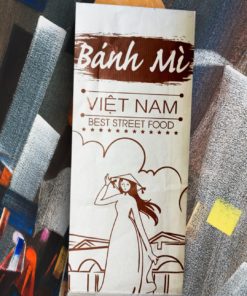 Bánh Mì
VIỆT NAM
BEST STREET FOOD